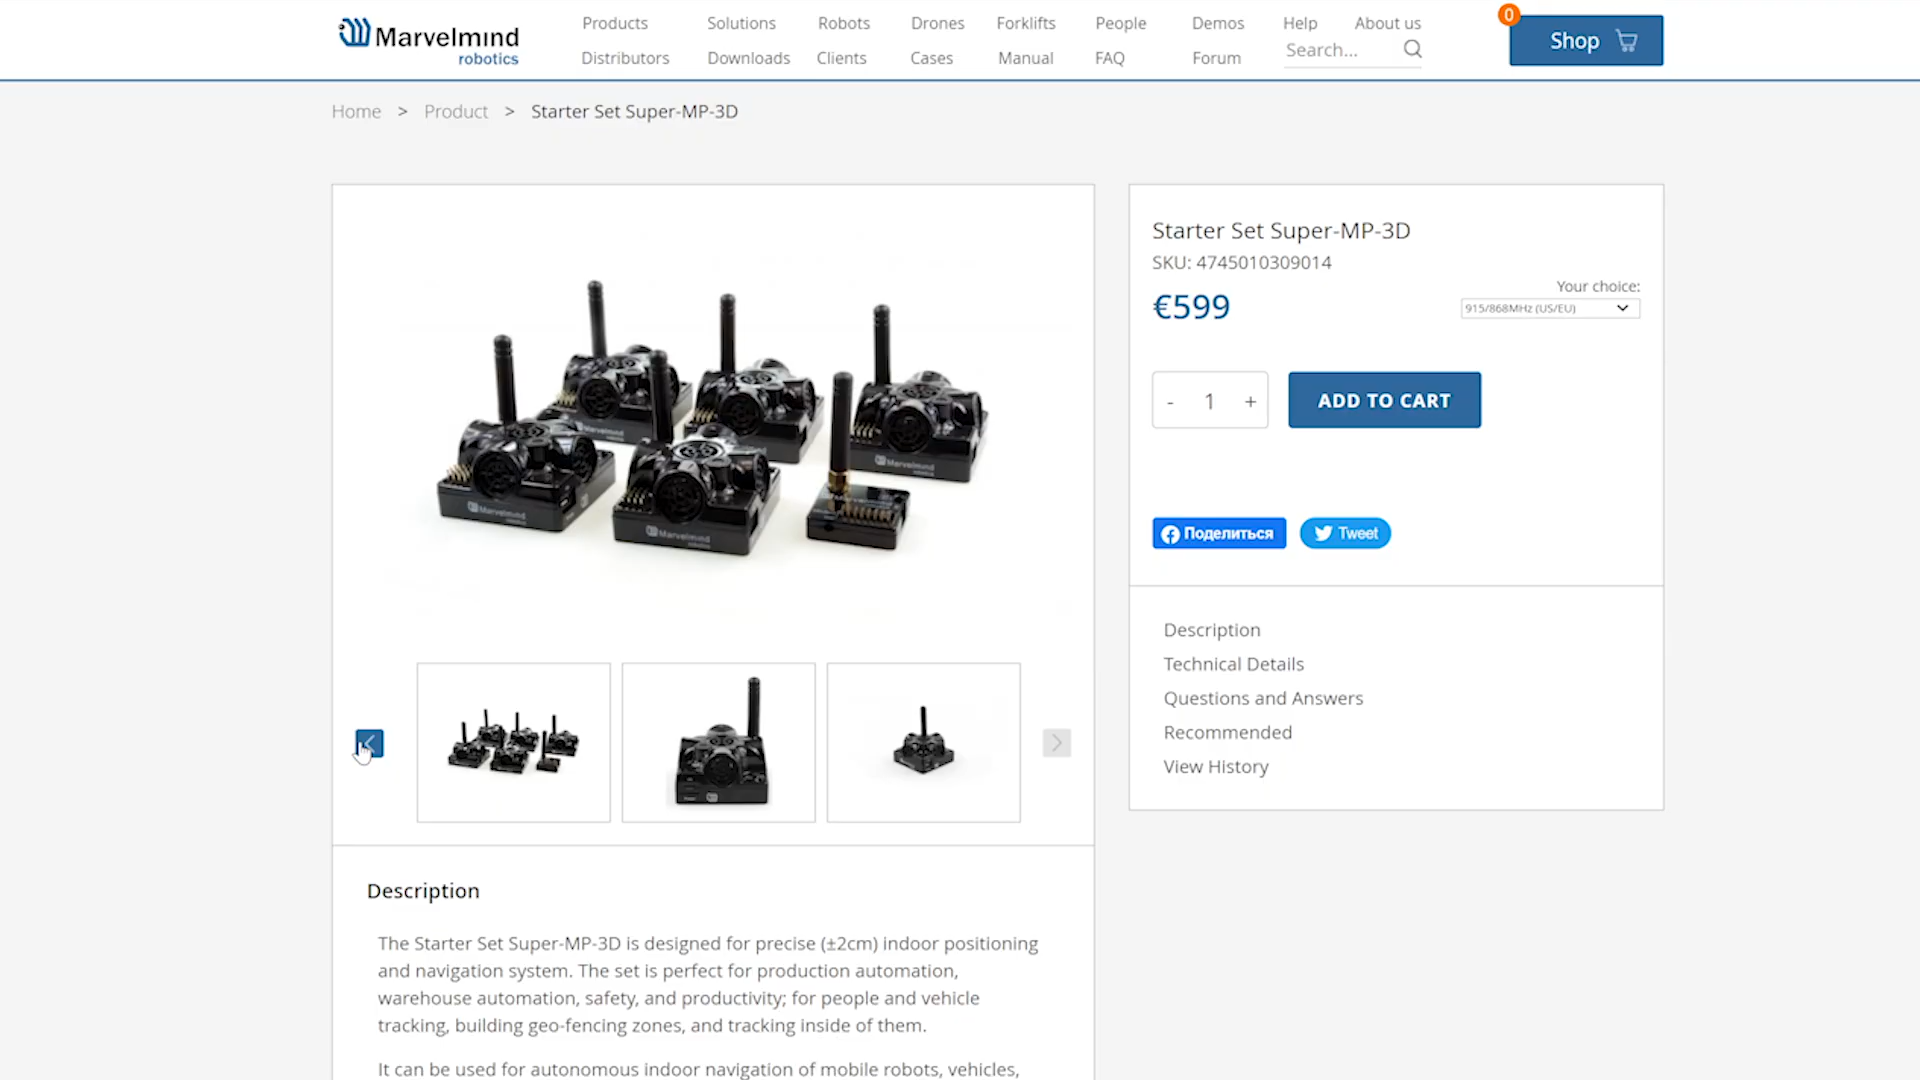 Marvelmind
robotics
Products Solutions Robots Drones Forklifts People Demos Help About us
Distributors Downloads Clients Cases Manual FAQ Forum Search...
0
Shop
Home > Product > Starter Set Super-MP-3D
Starter Set Super-MP-3D
SKU: 4745010309014
Your choice:
€599
915/868MHz (US/EU)
- 1 +
ADD TO CART
Поделиться
Tweet
Description
Technical Details
Questions and Answers
Recommended
View History
Marvelmind
Marvelmind
Marvelmind
Description
The Starter Set Super-MP-3D is designed for precise (±2cm) indoor positioning
and navigation system. The set is perfect for production automation,
warehouse automation, safety, and productivity; for people and vehicle
tracking, building geo-fencing zones, and tracking inside of them.
It can be used for autonomous indoor navigation of mobile robots, vehicles,